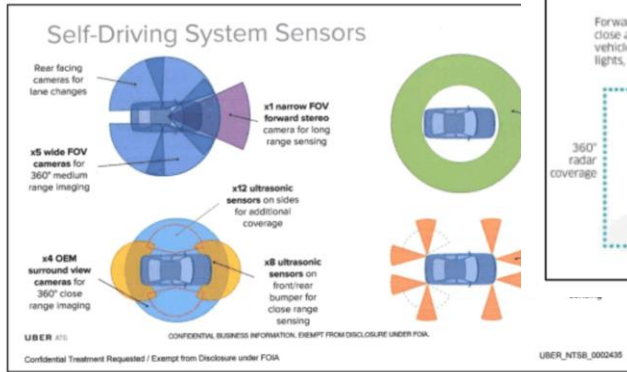 Self-Driving System Sensors
Rear facing
cameras for
lane changes
x1 narrow FOV
forward stereo
camera for long
range sensing
x5 wide FOV
cameras for
360° medium
range imaging
x12 ultrasonic
sensors on sides
for additional
coverage
x4 OEM
surround view
cameras for
360° close
range imaging
x8 ultrasonic
sensors on
front/rear
bumper for
close range
sensing
UBER ATG
CONFIDENTIAL BUSINESS INFORMATION. EXEMPT FROM DISCLOSURE UNDER FOIA.
Confidential Treatment Requested / Exempt from Disclosure under FOIA
UBER_NTSB_0002435
close
lights,
360°
radar
coverage